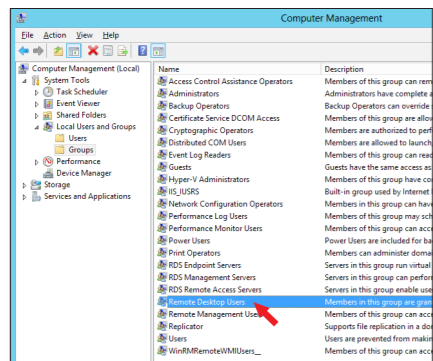 Computer Management
File Action View Help
Computer Management (Local)
System Tools
Task Scheduler
Event Viewer
Shared Folders
Local Users and Groups
Users
Groups
Performance
Device Manager
Storage
Services and Applications
Name Description
Access Control Assistance Operators Members of this group can rem
Administrators Administrators have complete a
Backup Operators Backup Operators can override
Certificate Service DCOM Access Members of this group are allow
Cryptographic Operators Members are authorized to perf
Distributed COM Users Members are allowed to launch,
Event Log Readers Members of this group can read
Guests Guests have the same access as
Hyper-V Administrators Members of this group have co
IIS_IUSRS Built-in group used by Internet
Network Configuration Operators Members in this group can have
Performance Log Users Members of this group may sch
Performance Monitor Users Members of this group can acce
Power Users Power Users are included for ba
Print Operators Members can administer domai
RDS Endpoint Servers Servers in this group run virtual
RDS Management Servers Servers in this group can perfor
RDS Remote Access Servers Servers in this group enable use
Remote Desktop Users Members in this group are gran
Remote Management Users Members of this group can acce
Replicator Supports file replication in a do
Users Users are prevented from makin
WinRMRemoteWMIUsers__ Members of this group can acce